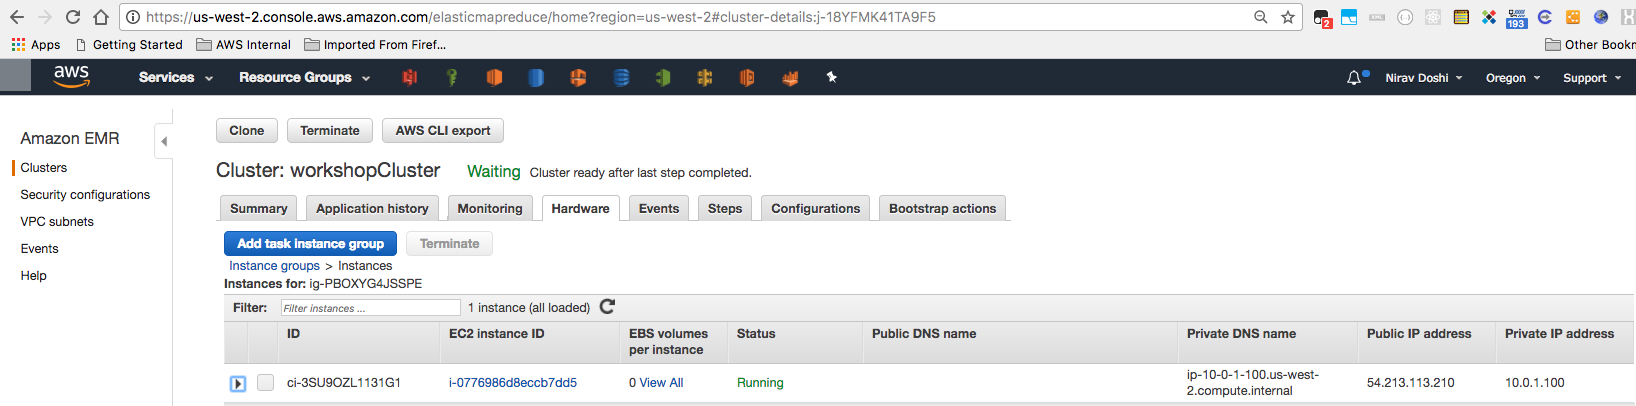 https://us-west-2.console.aws.amazon.com/elasticmapreduce/home?region=us-west-2#cluster-details:j-18YFMK41TA9F5
2
193
Apps Getting Started AWS Internal Imported From Firef... Other Bookm
aws Services Resource Groups Nirav Doshi Oregon Support
Amazon EMR
Clusters
Security configurations
VPC subnets
Events
Help
Clone Terminate AWS CLI export
Cluster: workshopCluster Waiting Cluster ready after last step completed.
Summary Application history Monitoring Hardware Events Steps Configurations Bootstrap actions
Add task instance group Terminate
Instance groups > Instances
Instances for: ig-PBOXYG4JSSPE
Filter: Filter instances ... 1 instance (all loaded)
ID EC2 instance ID EBS volumes per instance Status Public DNS name Private DNS name Public IP address Private IP address
ci-3SU9OZL1131G1 i-0776986d8eccb7dd5 0 View All Running ip-10-0-1-100.us-west-2.compute.internal 54.213.113.210 10.0.1.100